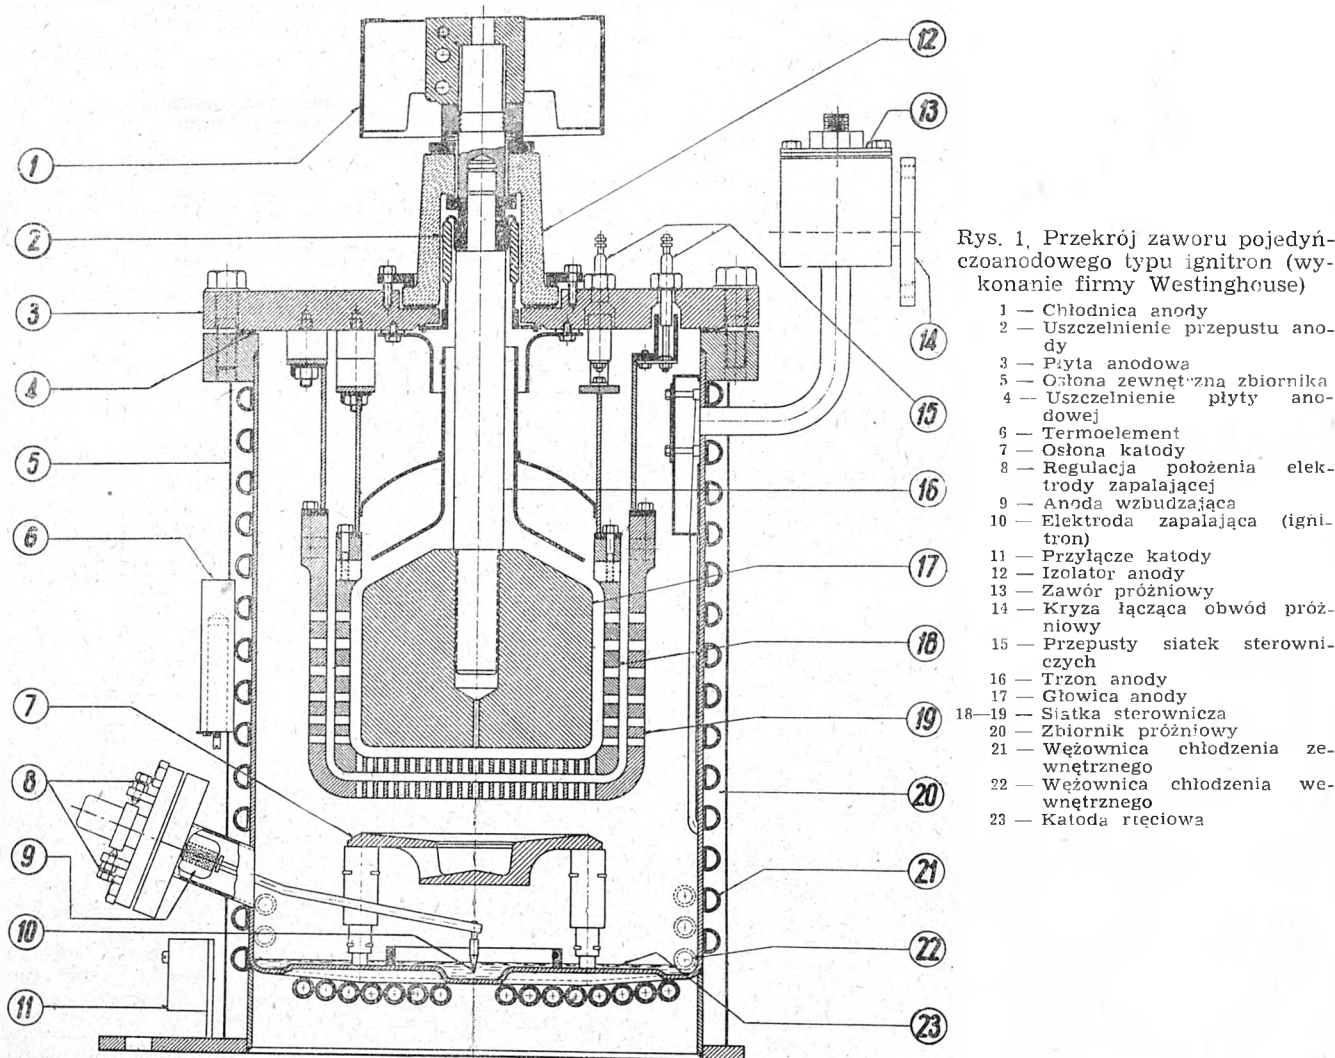 1
2
3
4
5
6
7
8
9
10
11
12
13
14
15
16
17
18
19
20
21
22
23
Rys. 1, Przekrój zaworu pojedyń-
czoanodowego typu ignitron (wy-
konanie firmy Westinghouse)
1 — Chłodnica anody
2 — Uszczelnienie przepustu ano-
dy
3 — Płyta anodowa
5 — Osłona zewnętrzna zbiornika
4 — Uszczelnienie płyty ano-
dowej
6 — Termoelement
7 — Osłona katody
8 — Regulacja położenia elek-
trody zapalającej
9 — Anoda wzbudzająca
10 — Elektroda zapalająca (igni-
tron)
11 — Przyłącze katody
12 — Izolator anody
13 — Zawór próżniowy
14 — Kryza łącząca obwód próż-
niowy
15 — Przepusty siatek sterowni-
czych
16 — Trzon anody
17 — Głowica anody
18—19 — Siatka sterownicza
20 — Zbiornik próżniowy
21 — Wężownica chłodzenia ze-
wnętrznego
22 — Wężownica chłodzenia we-
wnętrznego
23 — Katoda rtęciowa